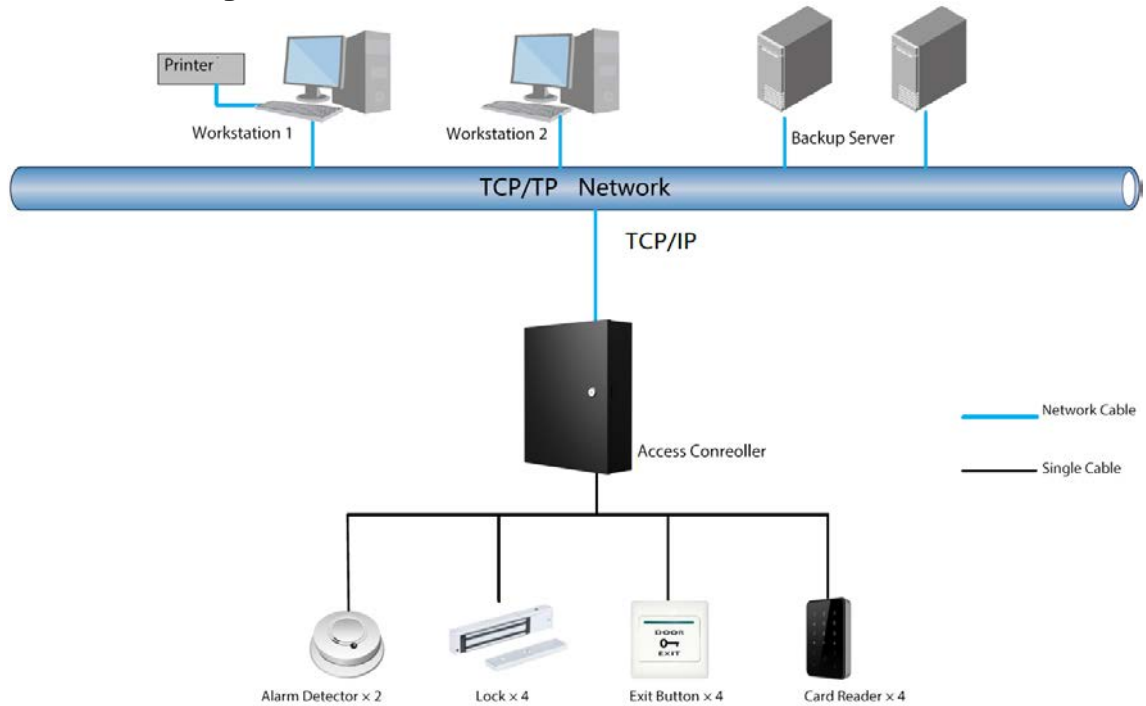 Printer
Workstation 1
Workstation 2
Backup Server
TCP/TP Network
TCP/IP
Network Cable
Access Conreoller
Single Cable
DOOR
EXIT
Alarm Detector × 2
Lock × 4
Exit Button × 4
Card Reader × 4